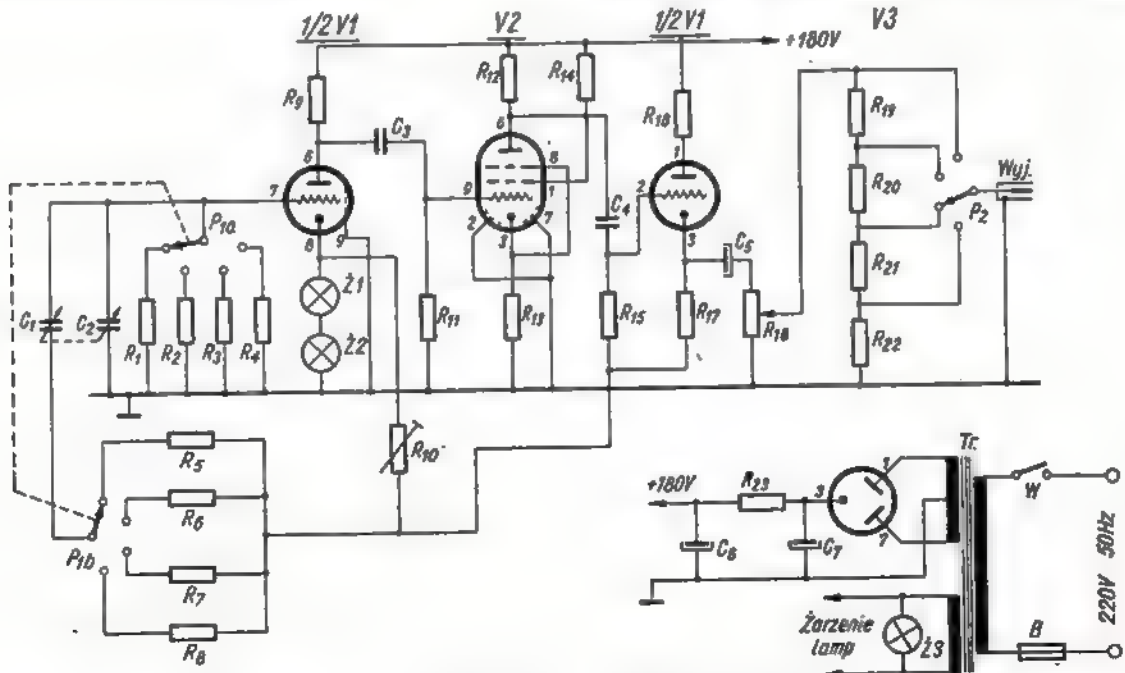 1/2 V1
V2
1/2 V1
V3
+180V
R9
R12
R14
R18
R19
C3
6
6
8
1
1
7
9
2
8
9
2
3
7
3
P1a
C4
C5
R20
P2
Wyj.
Ż1
Ż2
C1
C2
R1
R2
R3
R4
R11
R13
R15
R17
R16
R21
R22
R10
R5
R6
R7
R8
P1b
Tr.
1
W
+180V
R23
3
7
C6
C7
220V 50Hz
Żarzenie
lamp
Ż3
B